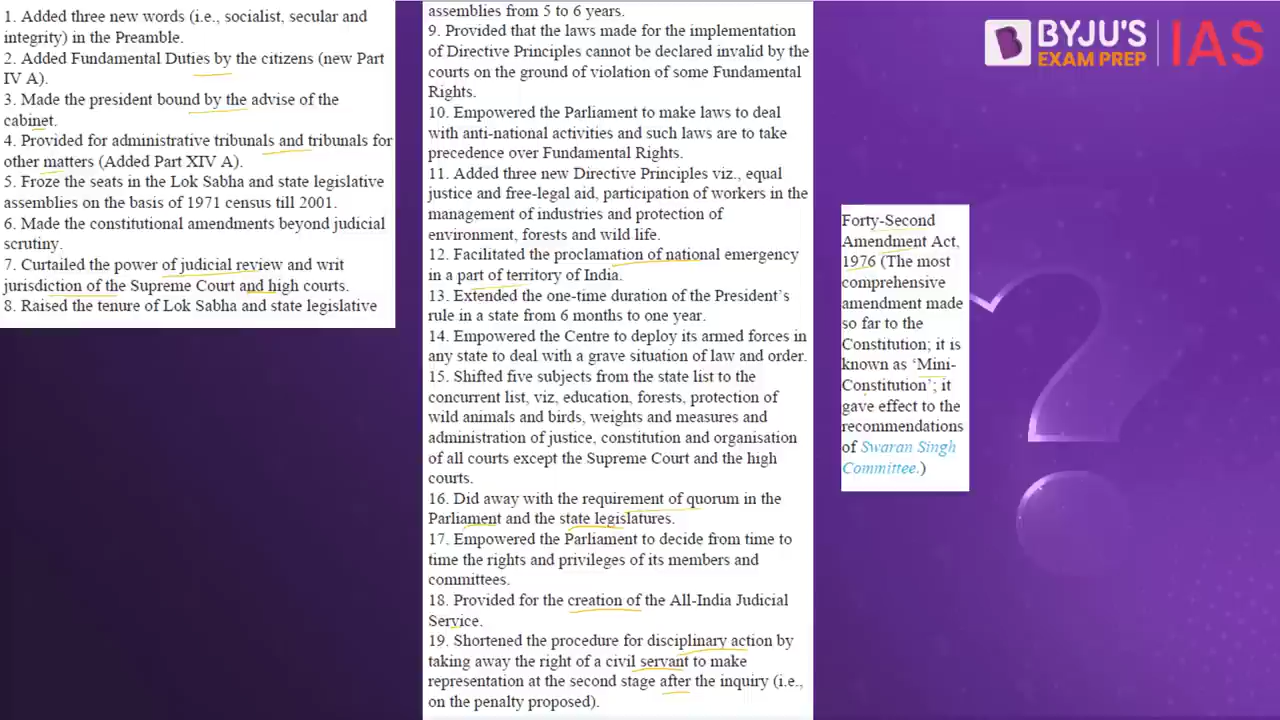 1. Added three new words (i.e., socialist, secular and
integrity) in the Preamble.
2. Added Fundamental Duties by the citizens (new Part
IV A).
3. Made the president bound by the advise of the
cabinet.
4. Provided for administrative tribunals and tribunals for
other matters (Added Part XIV A).
5. Froze the seats in the Lok Sabha and state legislative
assemblies on the basis of 1971 census till 2001.
6. Made the constitutional amendments beyond judicial
scrutiny.
7. Curtailed the power of judicial review and writ
jurisdiction of the Supreme Court and high courts.
8. Raised the tenure of Lok Sabha and state legislative
assemblies from 5 to 6 years.
9. Provided that the laws made for the implementation
of Directive Principles cannot be declared invalid by the
courts on the ground of violation of some Fundamental
Rights.
10. Empowered the Parliament to make laws to deal
with anti-national activities and such laws are to take
precedence over Fundamental Rights.
11. Added three new Directive Principles viz., equal
justice and free-legal aid, participation of workers in the
management of industries and protection of
environment, forests and wild life.
12. Facilitated the proclamation of national emergency
in a part of territory of India.
13. Extended the one-time duration of the President's
rule in a state from 6 months to one year.
14. Empowered the Centre to deploy its armed forces in
any state to deal with a grave situation of law and order.
15. Shifted five subjects from the state list to the
concurrent list, viz, education, forests, protection of
wild animals and birds, weights and measures and
administration of justice, constitution and organisation
of all courts except the Supreme Court and the high
courts.
16. Did away with the requirement of quorum in the
Parliament and the state legislatures.
17. Empowered the Parliament to decide from time to
time the rights and privileges of its members and
committees.
18. Provided for the creation of the All-India Judicial
Service.
19. Shortened the procedure for disciplinary action by
taking away the right of a civil servant to make
representation at the second stage after the inquiry (i.e.,
on the penalty proposed).
BYJU'S
EXAM PREP
IAS
Forty-Second
Amendment Act,
1976 (The most
comprehensive
amendment made
so far to the
Constitution; it is
known as ‘Mini-
Constitution’; it
gave effect to the
recommendations
of Swaran Singh
Committee.)